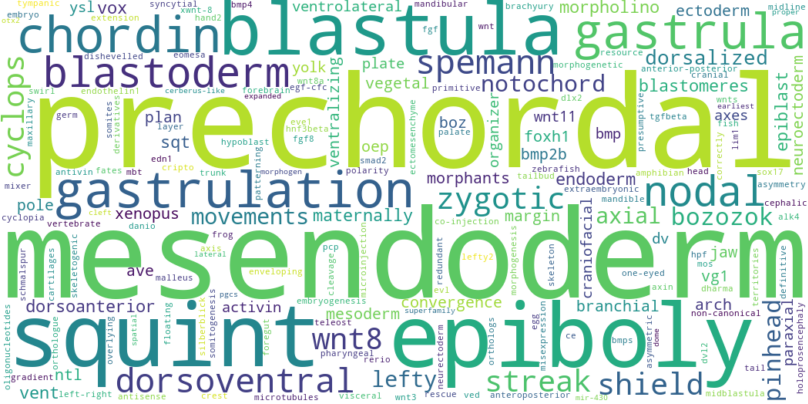 tympanic
syncytial
bmp4
ventrolateral
mandibular
brachyury
midline
embryo
ysl
vox
xwnt-8
hand2
wnt
morpholino
ectoderm
proper
otx2
extension
chordin
blastula
fgf
gastrula
dishevelled
eomesa
resource
dorsalized
cyclops
blastoderm
yolk
plate
spemann
morphogenetic
anterior-posterior
cranial
swirl
endothelin1
cerberus-like
forebrain
wnt8a
egf-cfc
vegetal
primitive
notochord
dlx2
blastomeres
wnts
earliest
expanded
prechordal
maxillary
germ
somites
derivatives
plan
layer
eve1
hnf3beta
fgf8
ventralizing
ectomesenchyme
boz
palate
organizer
wnt11
foxh1
bmp
presumptive
tgfbeta
fish
axes
lim1
epiblast
neuroectoderm
sqt
hypoblast
patterning
oep
bmp2b
correctly
antivin
fates
edn1
cripto
smad2
zebrafish
amphibian
head
sox17
mixer
mbt
trunk
morphogen
polarity
morphants
tailbud
endoderm
extraembryonic
asymmetry
pole
gastrulation
zygotic
mandible
nodal
cephalic
cyclopia
cleft
xenopus
movements
maternally
margin
axial
bozozok
alk4
vertebrate
danio
frog
co-injection
craniofacial
mesendoderm
schmalspur
cartilages
skeletogenic
ave
axis
lateral
malleus
enveloping
pcp
cleavage
microinjection
redundant
lefty2
morphogenesis
skeleton
dv
one-eyed
hpf
mos
vg1
jaw
dharma
territories
definitive
pgcs
embryogenesis
evl
axin
dorsoanterior
activin
mesoderm
convergence
superfamily
branchial
arch
non-canonical
oligonucleotides
orthologue
squint
overlying
spatial
floating
silberblick
somitogenesis
foregut
teleost
wnt8
pharyngeal
rerio
epiboly
neurectoderm
egg
orthologs
misexpression
ce
bmps
asymmetric
dome
dvl2
pinhead
paraxial
holoprosencephaly
gradient
ntl
dorsoventral
lefty
streak
shield
tail
vent
left-right
antisense
crest
microtubules
visceral
wnt3
rescue
ved
anteroposterior
mir-430
midblastula